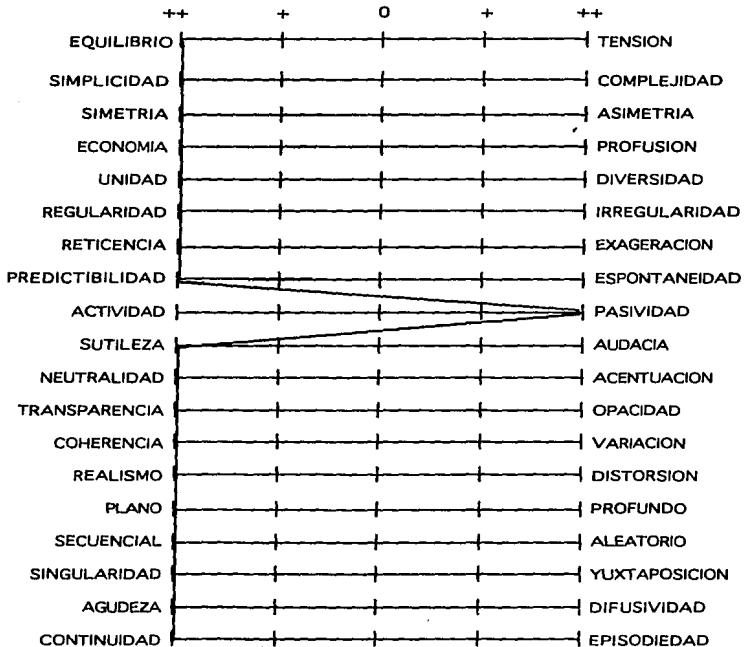 ++ + O + ++
EQUILIBRIO TENSION
SIMPLICIDAD COMPLEJIDAD
SIMETRIA ASIMETRIA
ECONOMIA PROFUSION
UNIDAD DIVERSIDAD
REGULARIDAD IRREGULARIDAD
RETICENCIA EXAGERACION
PREDICTIBILIDAD ESPONTANEIDAD
ACTIVIDAD PASIVIDAD
SUTILEZA AUDACIA
NEUTRALIDAD ACENTUACION
TRANSPARENCIA OPACIDAD
COHERENCIA VARIACION
REALISMO DISTORSION
PLANO PROFUNDO
SECUENCIAL ALEATORIO
SINGULARIDAD YUXTAPOSICION
AGUDEZA DIFUSIVIDAD
CONTINUIDAD EPISODIEDAD